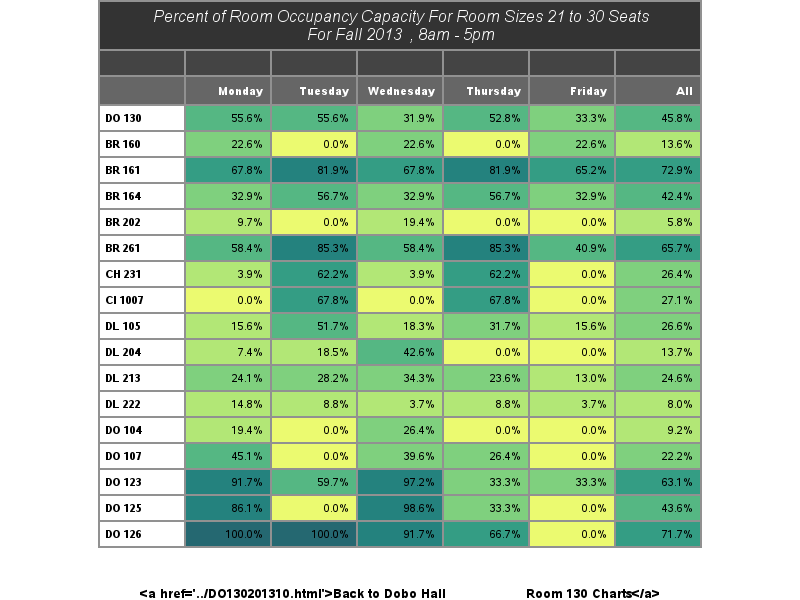 Percent of Room Occupancy Capacity For Room Sizes 21 to 30 Seats
For Fall 2013 , 8am - 5pm
Monday Tuesday Wednesday Thursday Friday All
DO 130 55.6% 55.6% 31.9% 52.8% 33.3% 45.8%
BR 160 22.6% 0.0% 22.6% 0.0% 22.6% 13.6%
BR 161 67.8% 81.9% 67.8% 81.9% 65.2% 72.9%
BR 164 32.9% 56.7% 32.9% 56.7% 32.9% 42.4%
BR 202 9.7% 0.0% 19.4% 0.0% 0.0% 5.8%
BR 261 58.4% 85.3% 58.4% 85.3% 40.9% 65.7%
CH 231 3.9% 62.2% 3.9% 62.2% 0.0% 26.4%
CI 1007 0.0% 67.8% 0.0% 67.8% 0.0% 27.1%
DL 105 15.6% 51.7% 18.3% 31.7% 15.6% 26.6%
DL 204 7.4% 18.5% 42.6% 0.0% 0.0% 13.7%
DL 213 24.1% 28.2% 34.3% 23.6% 13.0% 24.6%
DL 222 14.8% 8.8% 3.7% 8.8% 3.7% 8.0%
DO 104 19.4% 0.0% 26.4% 0.0% 0.0% 9.2%
DO 107 45.1% 0.0% 39.6% 26.4% 0.0% 22.2%
DO 123 91.7% 59.7% 97.2% 33.3% 33.3% 63.1%
DO 125 86.1% 0.0% 98.6% 33.3% 0.0% 43.6%
DO 126 100.0% 100.0% 91.7% 66.7% 0.0% 71.7%
<a href='../DO130201310.html'>Back to Dobo Hall Room 130 Charts</a>